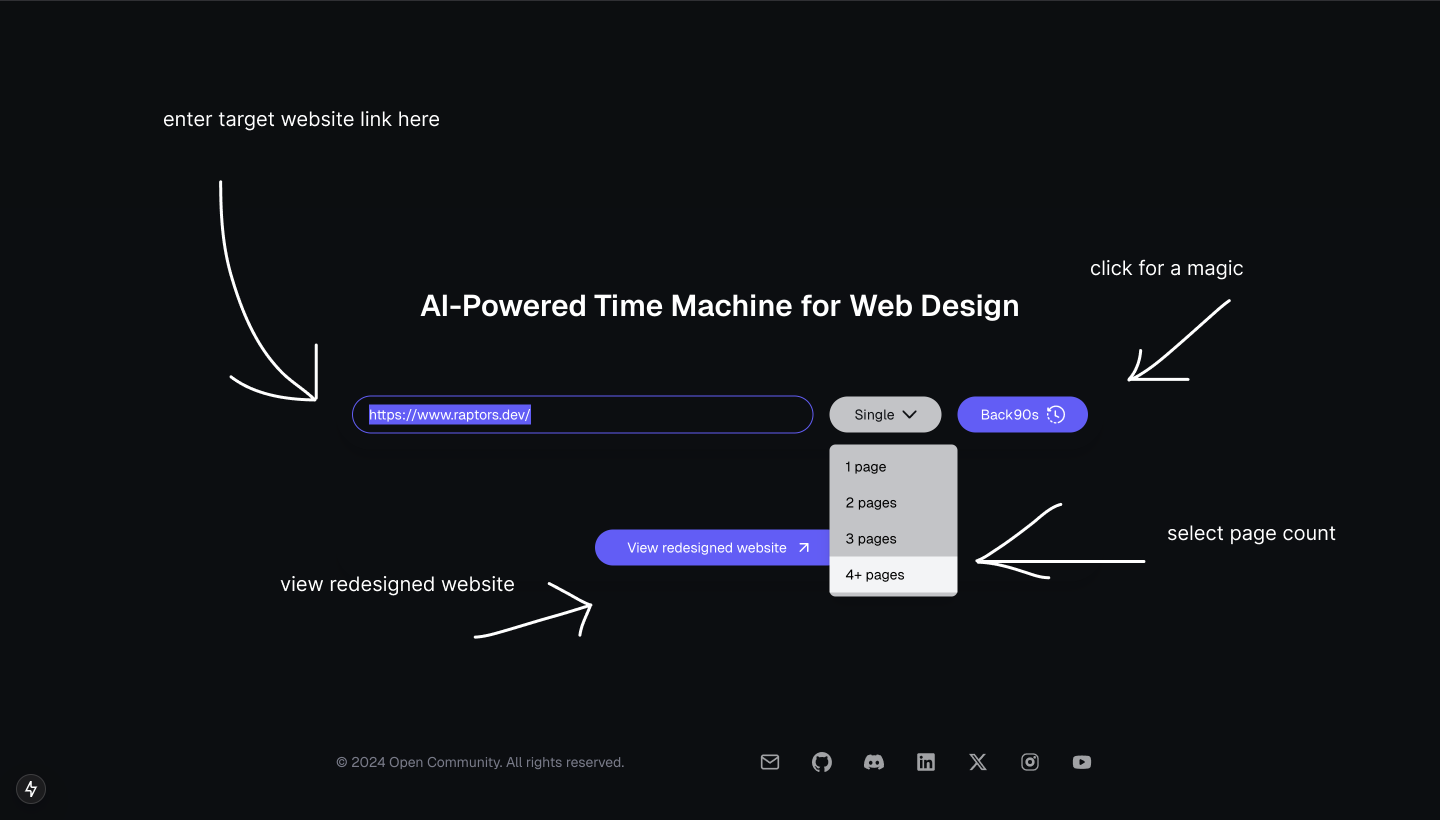 enter target website link here
click for a magic
AI-Powered Time Machine for Web Design
https://www.raptors.dev/
Single
Back90s
1 page
2 pages
3 pages
4+ pages
View redesigned website
select page count
view redesigned website
© 2024 Open Community. All rights reserved.